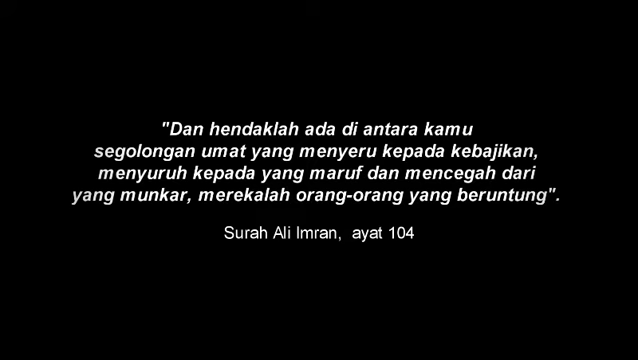 "Dan hendaklah ada di antara kamu
segolongan umat yang menyeru kepada kebajikan,
menyuruh kepada yang maruf dan mencegah dari
yang munkar, merekalah orang-orang yang beruntung".
Surah Ali Imran,  ayat 104